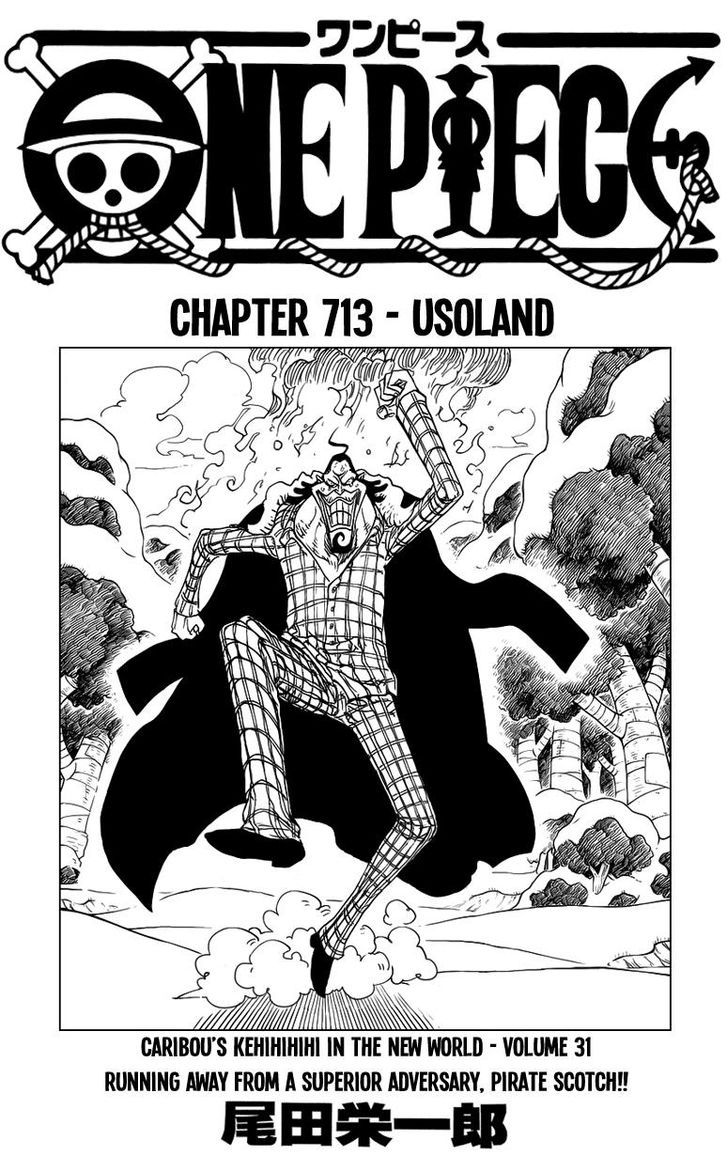 ワンピース
ONE PIECE
CHAPTER 713 - USOLAND
CARIBOU'S KEHIHIHIHI IN THE NEW WORLD - VOLUME 31
RUNNING AWAY FROM A SUPERIOR ADVERSARY, PIRATE SCOTCH!!
尾田栄一郎